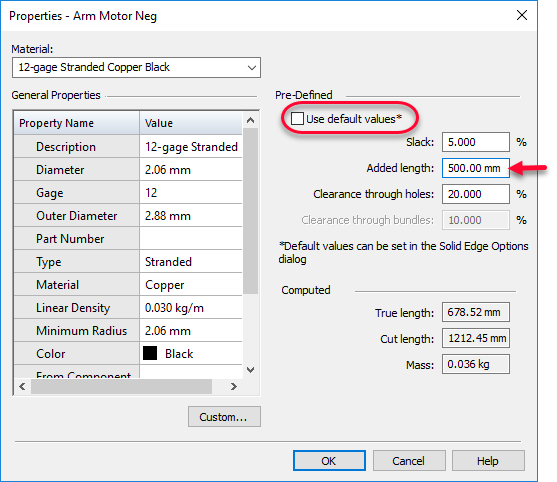 Properties - Arm Motor Neg
Material:
12-gage Stranded Copper Black
General Properties
Property Name Value
Description 12-gage Stranded
Diameter 2.06 mm
Gage 12
Outer Diameter 2.88 mm
Part Number
Type Stranded
Material Copper
Linear Density 0.030 kg/m
Minimum Radius 2.06 mm
Color Black
From Component
Custom...
Pre-Defined
Use default values*
Slack: 5.000 %
Added length: 500.00 mm
Clearance through holes: 20.000 %
Clearance through bundles: 10.000 %
*Default values can be set in the Solid Edge Options
dialog
Computed
True length: 678.52 mm
Cut length: 1212.45 mm
Mass: 0.036 kg
OK Cancel Help